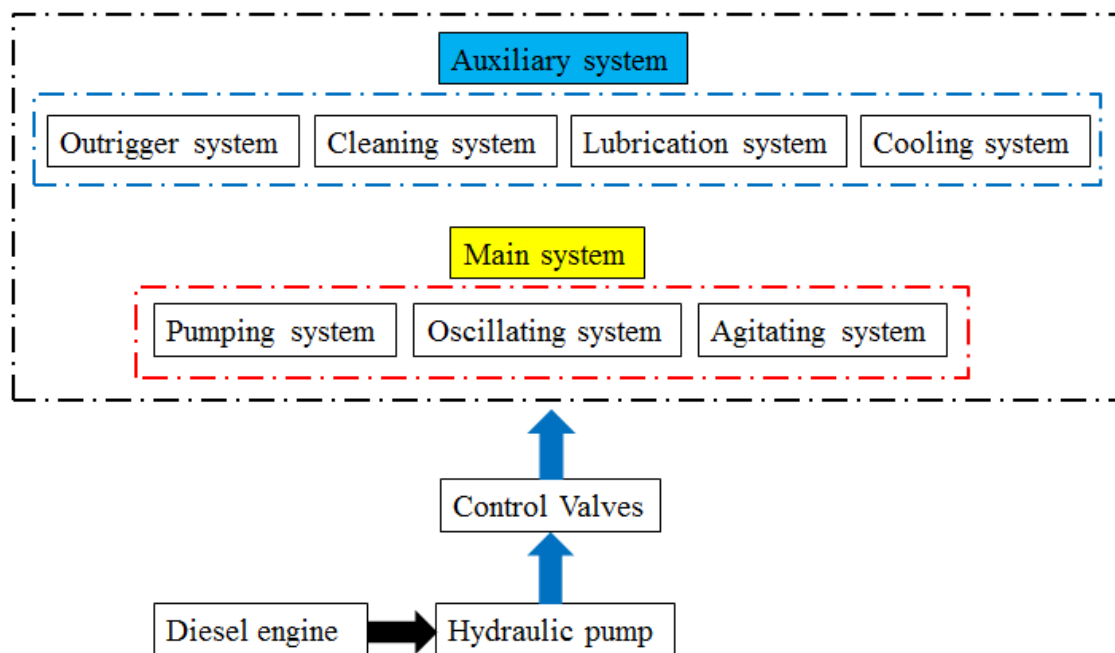 Auxiliary system
Outrigger system
Cleaning system
Lubrication system
Cooling system
Main system
Pumping system
Oscillating system
Agitating system
Control Valves
Diesel engine
Hydraulic pump